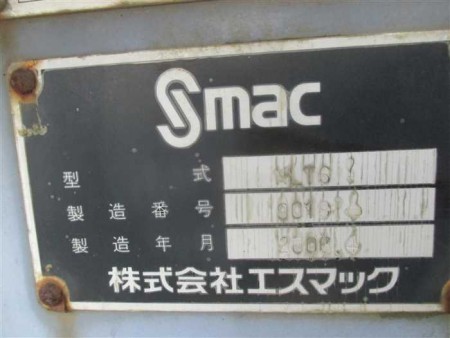 Smac
型式
製造番号
製造年月
株式会社エスマック